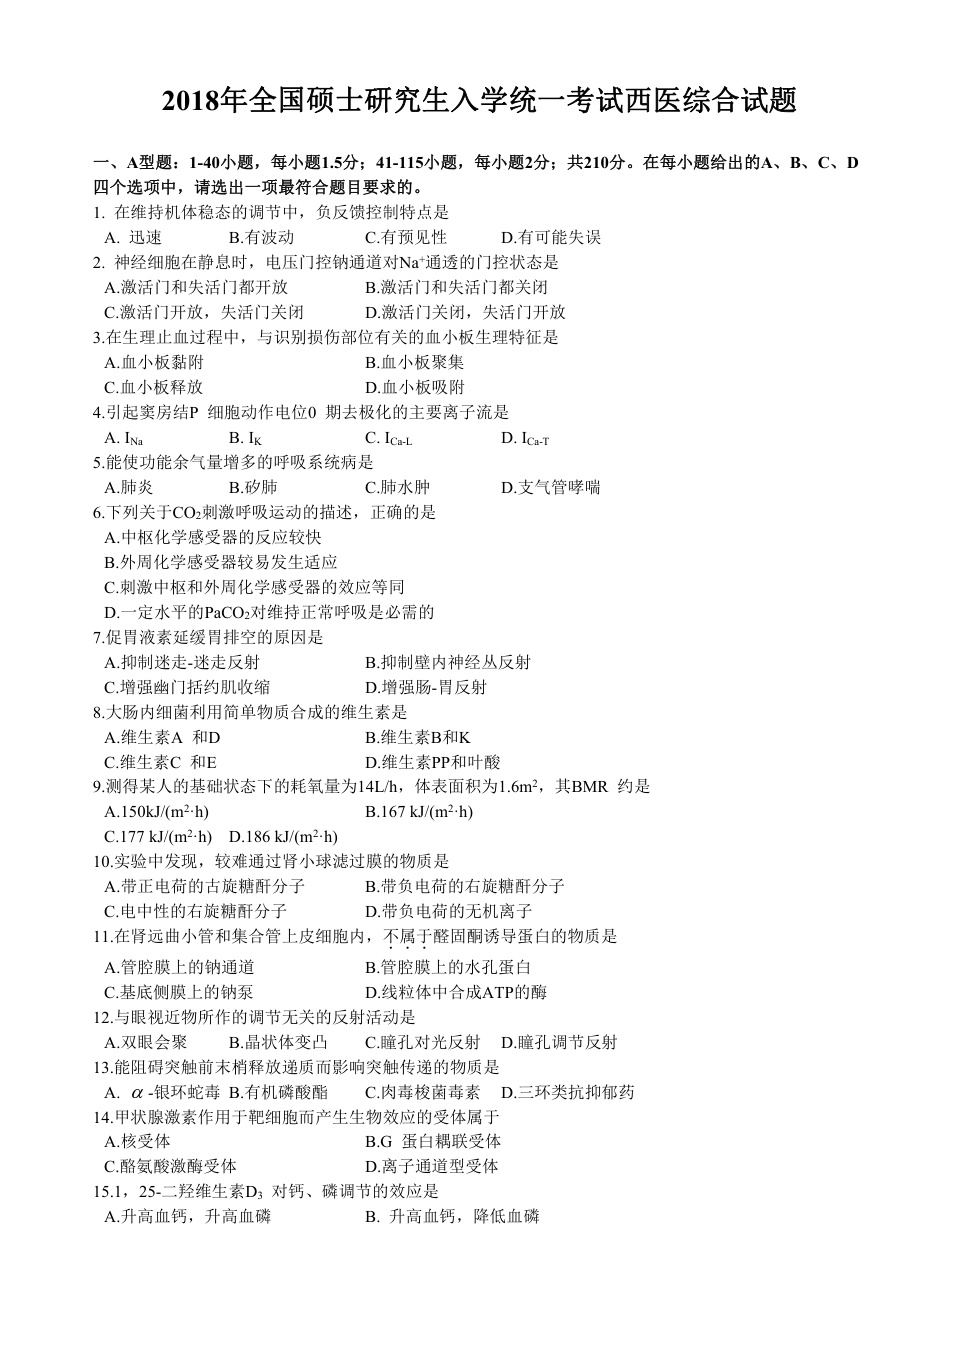 2018年全国硕士研究生入学统一考试西医综合试题
一、A型题：1-40小题，每小题1.5分；41-115小题，每小题2分；共210分。在每小题给出的A、B、C、D
四个选项中，请选出一项最符合题目要求的。
1. 在维持机体稳态的调节中，负反馈控制特点是
A. 迅速 B.有波动 C.有预见性 D.有可能失误
2. 神经细胞在静息时，电压门控钠通道对Na⁺通透的门控状态是
A.激活门和失活门都开放 B.激活门和失活门都关闭
C.激活门开放，失活门关闭 D.激活门关闭，失活门开放
3.在生理止血过程中，与识别损伤部位有关的血小板生理特征是
A.血小板黏附 B.血小板聚集
C.血小板释放 D.血小板吸附
4.引起窦房结P 细胞动作电位0 期去极化的主要离子流是
A. I_Na B. I_K C. I_Ca-L D. I_Ca-T
5.能使功能余气量增多的呼吸系统病是
A.肺炎 B.矽肺 C.肺水肿 D.支气管哮喘
6.下列关于CO₂刺激呼吸运动的描述，正确的是
A.中枢化学感受器的反应较快
B.外周化学感受器较易发生适应
C.刺激中枢和外周化学感受器的效应等同
D.一定水平的PaCO₂对维持正常呼吸是必需的
7.促胃液素延缓胃排空的原因是
A.抑制迷走-迷走反射 B.抑制壁内神经丛反射
C.增强幽门括约肌收缩 D.增强肠-胃反射
8.大肠内细菌利用简单物质合成的维生素是
A.维生素A 和D B.维生素B和K
C.维生素C 和E D.维生素PP和叶酸
9.测得某人的基础状态下的耗氧量为14L/h，体表面积为1.6m²，其BMR 约是
A.150kJ/(m²·h) B.167 kJ/(m²·h)
C.177 kJ/(m²·h) D.186 kJ/(m²·h)
10.实验中发现，较难通过肾小球滤过膜的物质是
A.带正电荷的古旋糖酐分子 B.带负电荷的右旋糖酐分子
C.电中性的右旋糖酐分子 D.带负电荷的无机离子
11.在肾远曲小管和集合管上皮细胞内，不属于醛固酮诱导蛋白的物质是
A.管腔膜上的钠通道 B.管腔膜上的水孔蛋白
C.基底侧膜上的钠泵 D.线粒体中合成ATP的酶
12.与眼视近物所作的调节无关的反射活动是
A.双眼会聚 B.晶状体变凸 C.瞳孔对光反射 D.瞳孔调节反射
13.能阻碍突触前末梢释放递质而影响突触传递的物质是
A. α-银环蛇毒 B.有机磷酸酯 C.肉毒梭菌毒素 D.三环类抗抑郁药
14.甲状腺激素作用于靶细胞而产生生物效应的受体属于
A.核受体 B.G 蛋白耦联受体
C.酪氨酸激酶受体 D.离子通道型受体
15.1，25-二羟维生素D₃ 对钙、磷调节的效应是
A.升高血钙，升高血磷 B. 升高血钙，降低血磷